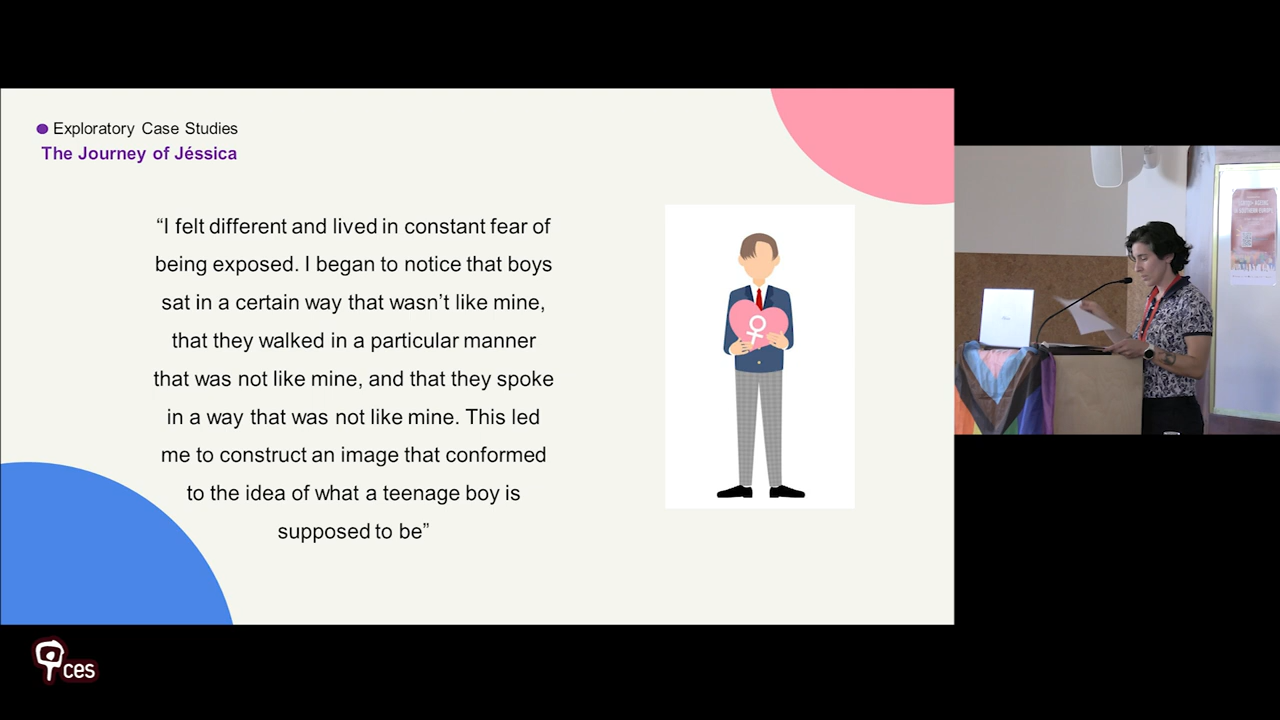 Exploratory Case Studies
The Journey of Jéssica
“I felt different and lived in constant fear of
being exposed. I began to notice that boys
sat in a certain way that wasn’t like mine,
that they walked in a particular manner
that was not like mine, and that they spoke
in a way that was not like mine. This led
me to construct an image that conformed
to the idea of what a teenage boy is
supposed to be”
ces